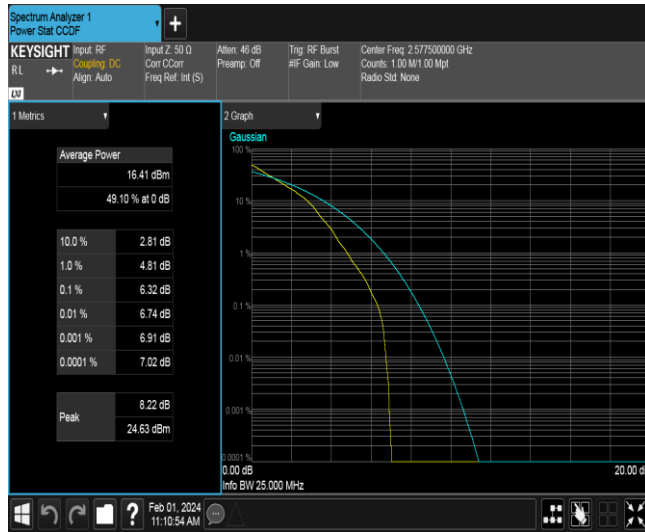 Spectrum Analyzer 1
Power Stat CCDF
+
KEYSIGHT
RL
LXI
Input: RF
Coupling: DC
Align: Auto
Input Z: 50 Ω
Corr CCorr
Freq Ref: Int (S)
Atten: 46 dB
Preamp: Off
Trig: RF Burst
#IF Gain: Low
Center Freq: 2.577500000 GHz
Counts: 1.00 M/1.00 Mpt
Radio Std: None
1 Metrics
Average Power
16.41 dBm
49.10 % at 0 dB
10.0 % 2.81 dB
1.0 % 4.81 dB
0.1 % 6.32 dB
0.01 % 6.74 dB
0.001 % 6.91 dB
0.0001 % 7.02 dB
Peak
8.22 dB
24.63 dBm
2 Graph
Gaussian
100 %
10 %
1 %
0.1 %
0.01 %
0.001 %
0.0001 %
0.00 dB 20.00 d
Info BW 25.000 MHz
?
Feb 01, 2024
11:10:54 AM